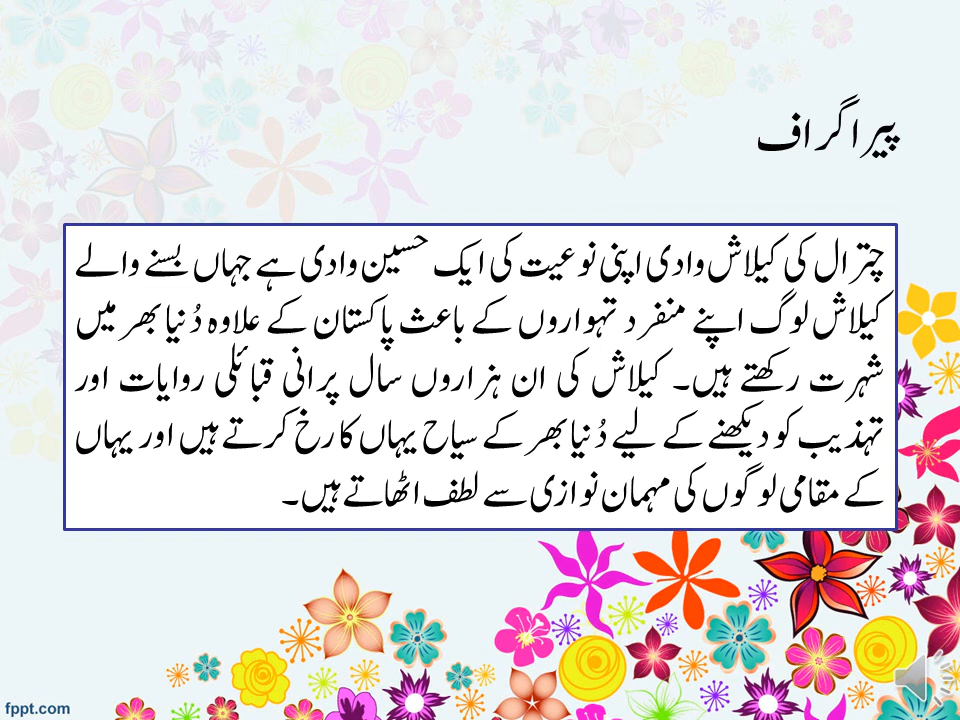 پیراگراف
چترال کی کیلاش وادی اپنی نوعیت کی ایک حسین وادی ہے جہاں بسنے والے
کیلاش لوگ اپنے منفرد تہواروں کے باعث پاکستان کے علاوہ دُنیا بھر میں
شہرت رکھتے ہیں۔ کیلاش کی ان ہزاروں سال پرانی قبائلی روایات اور
تہذیب کو دیکھنے کے لیے دُنیا بھر کے سیاح یہاں کا رخ کرتے ہیں اور یہاں
کے مقامی لوگوں کی مہمان نوازی سے لطف اٹھاتے ہیں۔
fppt.com